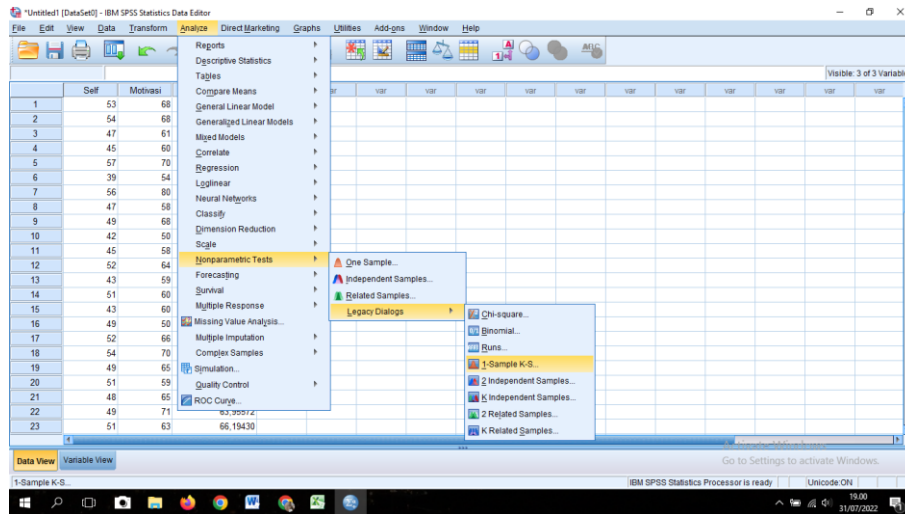 *Untitled1 [DataSet0] - IBM SPSS Statistics Data Editor
File Edit View Data Transform Analyze Direct Marketing Graphs Utilities Add-ons Window Help
Visible: 3 of 3 Variable
Self Motivasi var var var var var var var var var var
Reports
Descriptive Statistics
Tables
Compare Means
General Linear Model
Generalized Linear Models
Mixed Models
Correlate
Regression
Loglinear
Neural Networks
Classify
Dimension Reduction
Scale
Nonparametric Tests
Forecasting
Survival
Multiple Response
Missing Value Analysis...
Multiple Imputation
Complex Samples
Simulation...
Quality Control
ROC Curve...
One Sample...
Independent Samples...
Related Samples...
Legacy Dialogs
Chi-square...
Binomial...
Runs...
1-Sample K-S...
2 Independent Samples...
K Independent Samples...
2 Related Samples...
K Related Samples...
1 53 68
2 54 68
3 47 61
4 45 60
5 57 70
6 39 54
7 56 80
8 47 58
9 49 68
10 42 50
11 45 58
12 52 64
13 43 59
14 51 60
15 43 60
16 49 50
17 52 66
18 54 70
19 49 65
20 51 59
21 48 65
22 49 71 63,95572
23 51 63 66,19430
Go to Settings to activate Windows.
Data View Variable View
1-Sample K-S...
IBM SPSS Statistics Processor is ready Unicode:ON
19.00
31/07/2022